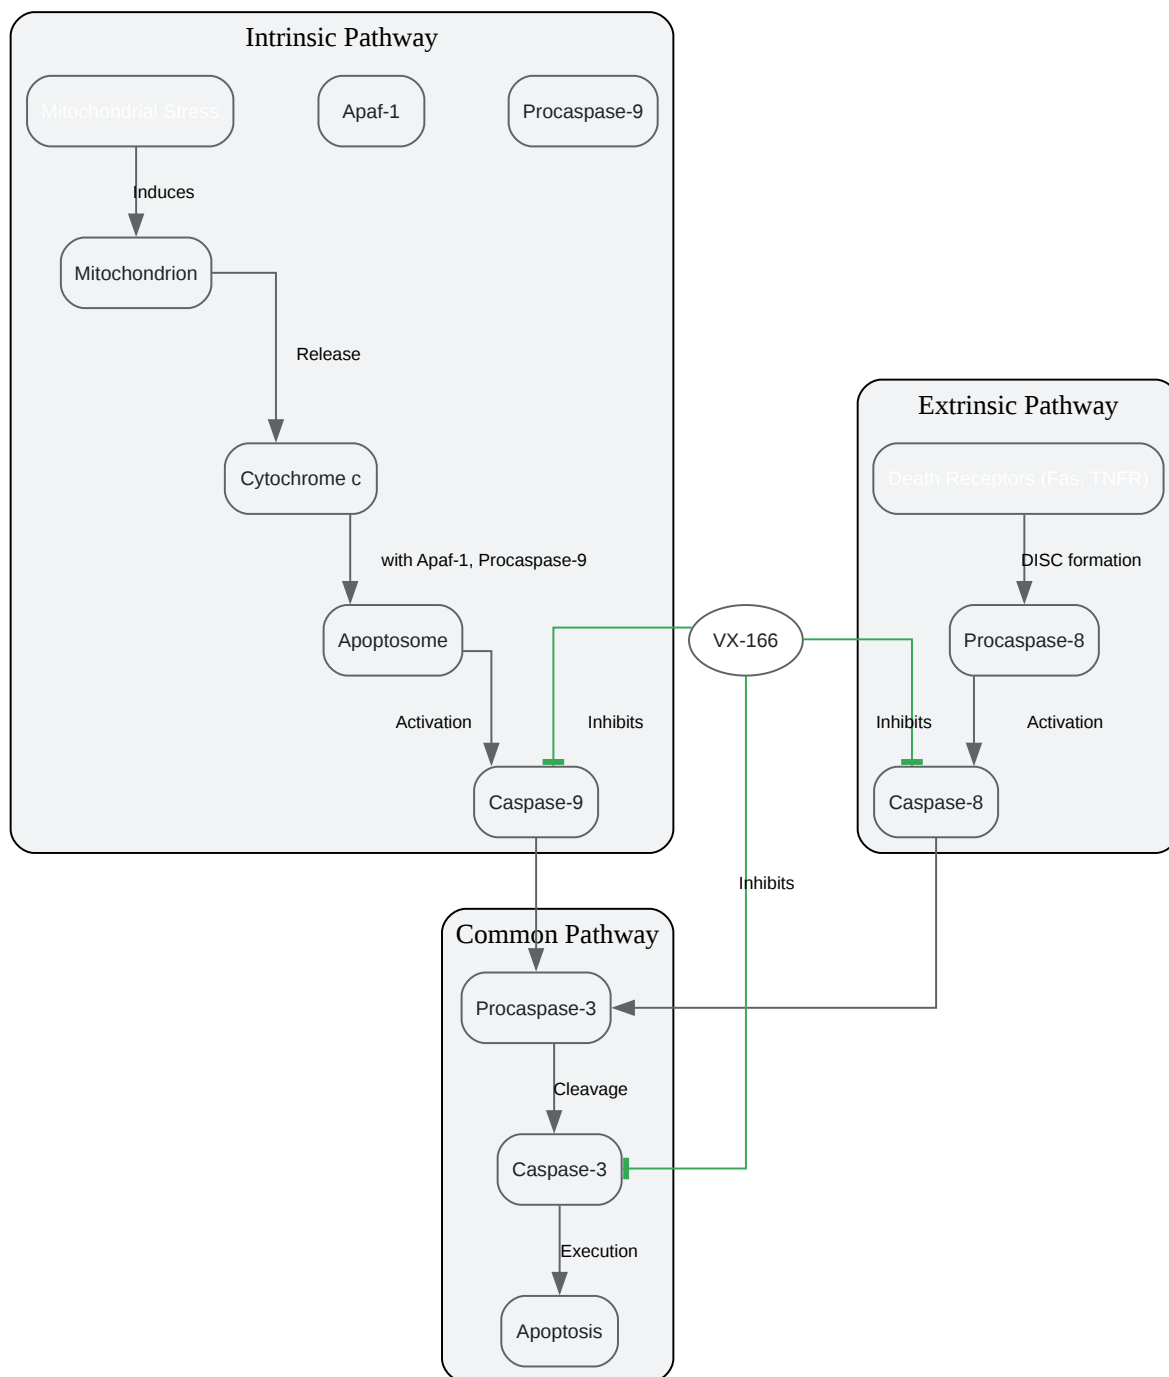 Intrinsic Pathway
Mitochondrial Stress
Apaf-1
Procaspase-9
Induces
Mitochondrion
Release
Cytochrome c
with Apaf-1, Procaspase-9
Apoptosome
Activation
Inhibits
Caspase-9
VX-166
Extrinsic Pathway
Death Receptors (Fas, TNFR)
DISC formation
Procaspase-8
Inhibits
Activation
Caspase-8
Inhibits
Common Pathway
Procaspase-3
Cleavage
Caspase-3
Execution
Apoptosis